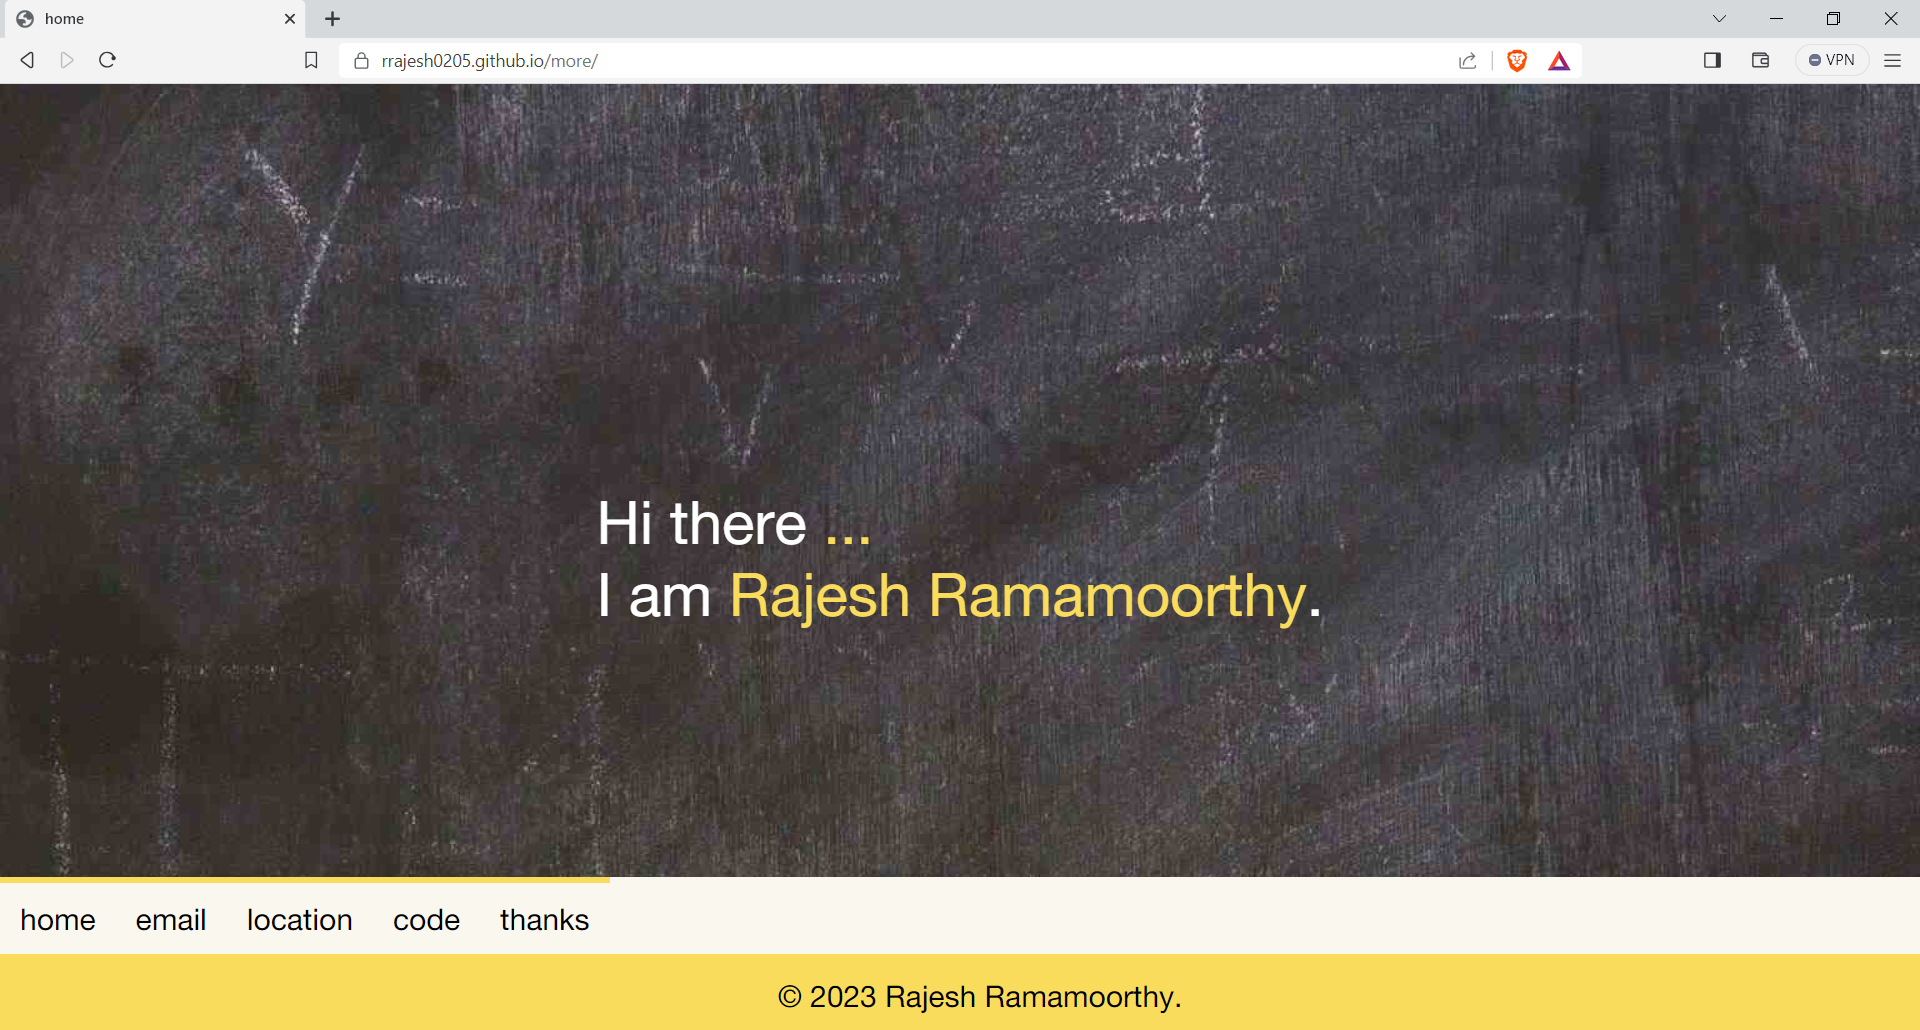 home
rrajesh0205.github.io/more/
VPN
Hi there ...
I am Rajesh Ramamoorthy.
home email location code thanks
© 2023 Rajesh Ramamoorthy.